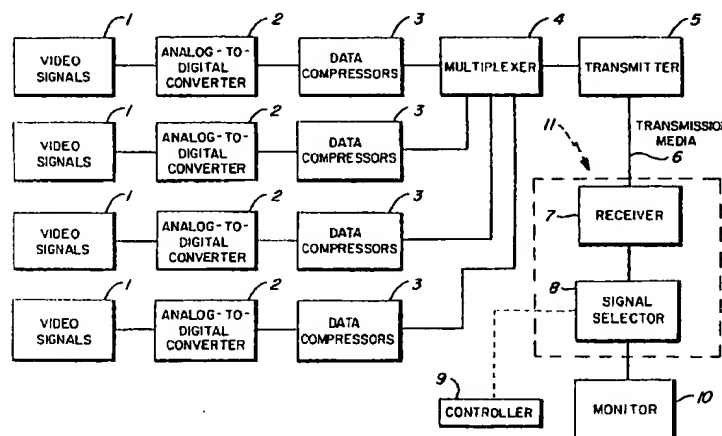 1
2
3
4
5
VIDEO
SIGNALS
ANALOG-TO-
DIGITAL
CONVERTER
DATA
COMPRESSORS
MULTIPLEXER
TRANSMITTER
1
2
3
VIDEO
SIGNALS
ANALOG-TO-
DIGITAL
CONVERTER
DATA
COMPRESSORS
11
TRANSMISSION
MEDIA
6
1
2
3
VIDEO
SIGNALS
ANALOG-TO-
DIGITAL
CONVERTER
DATA
COMPRESSORS
7
RECEIVER
1
2
3
VIDEO
SIGNALS
ANALOG-TO-
DIGITAL
CONVERTER
DATA
COMPRESSORS
8
SIGNAL
SELECTOR
9
CONTROLLER
MONITOR
10